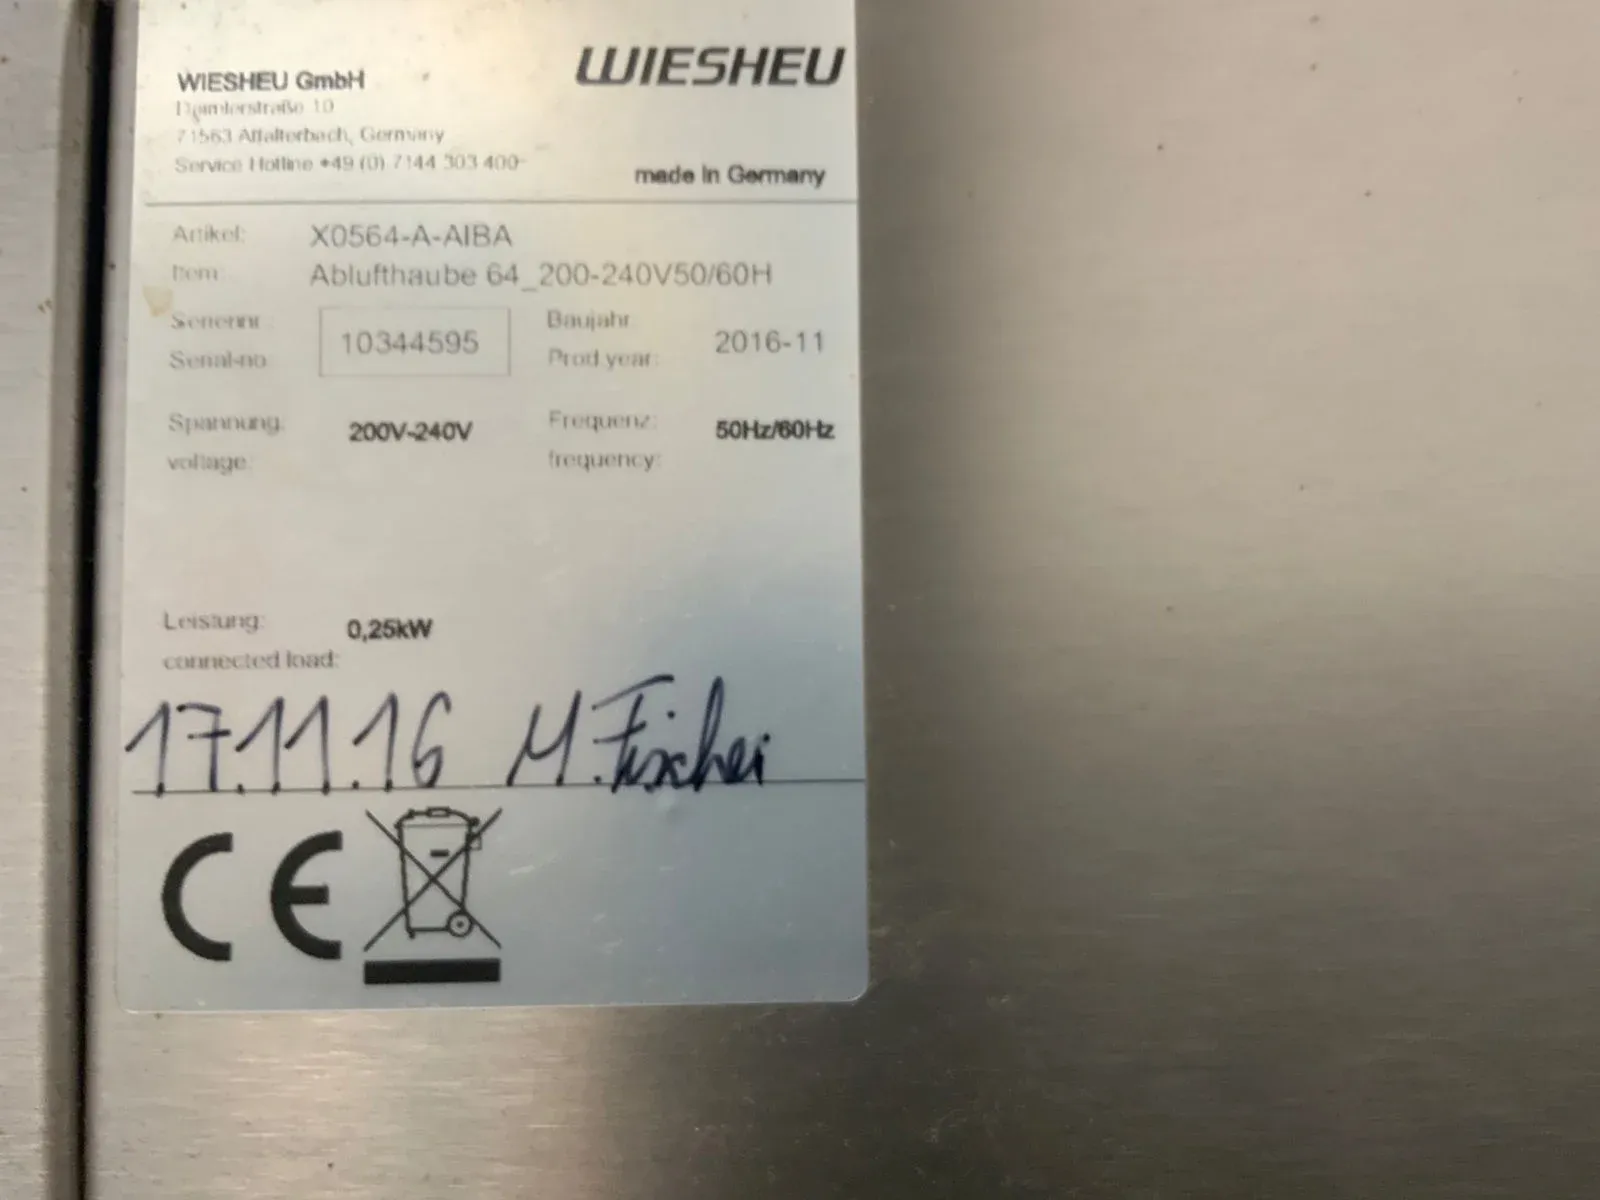 WIESHEU GmbH
WIESHEU
Daimlerstraße 10
71563 Affalterbach, Germany
Service Hotline +49 (0) 7144 303 400
made in Germany
Artikel: X0564-A-AIBA
Item: Ablufthaube 64_200-240V50/60H
Seriennr.
Serial-no.
10344595
Baujahr
Prod.year:
2016-11
Spannung:
voltage:
200V-240V
Frequenz:
frequency:
50Hz/60Hz
Leistung:
connected load:
0,25kW
17.11.16 M.Fischer
CE